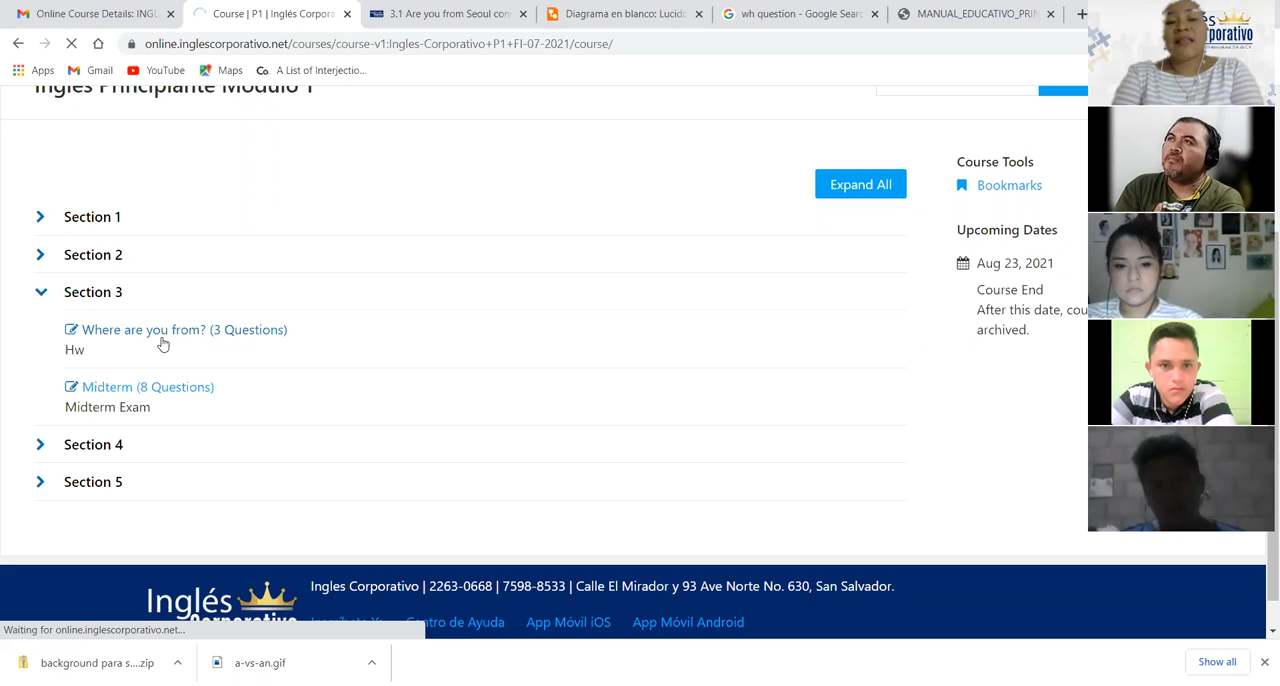 Online Course Details: INGL
Course | P1 | Inglés Corpora
3.1 Are you from Seoul con
Diagrama en blanco: Lucidc
wh question - Google Searc
MANUAL_EDUCATIVO_PRIN
online.inglescorporativo.net/courses/course-v1:Ingles-Corporativo+P1+FI-07-2021/course/
Apps
Gmail
YouTube
Maps
Co.
A List of Interjectio...
Inglés Principiante Módulo 1
Expand All
Section 1
Section 2
Section 3
Where are you from? (3 Questions)
Hw
Midterm (8 Questions)
Midterm Exam
Section 4
Section 5
Course Tools
Bookmarks
Upcoming Dates
Aug 23, 2021
Course End
After this date, cou
archived.
Inglés
Ingles Corporativo | 2263-0668 | 7598-8533 | Calle El Mirador y 93 Ave Norte No. 630, San Salvador.
Centro de Ayuda
App Móvil iOS
App Móvil Android
Waiting for online.inglescorporativo.net...
background para s....zip
a-vs-an.gif
Show all